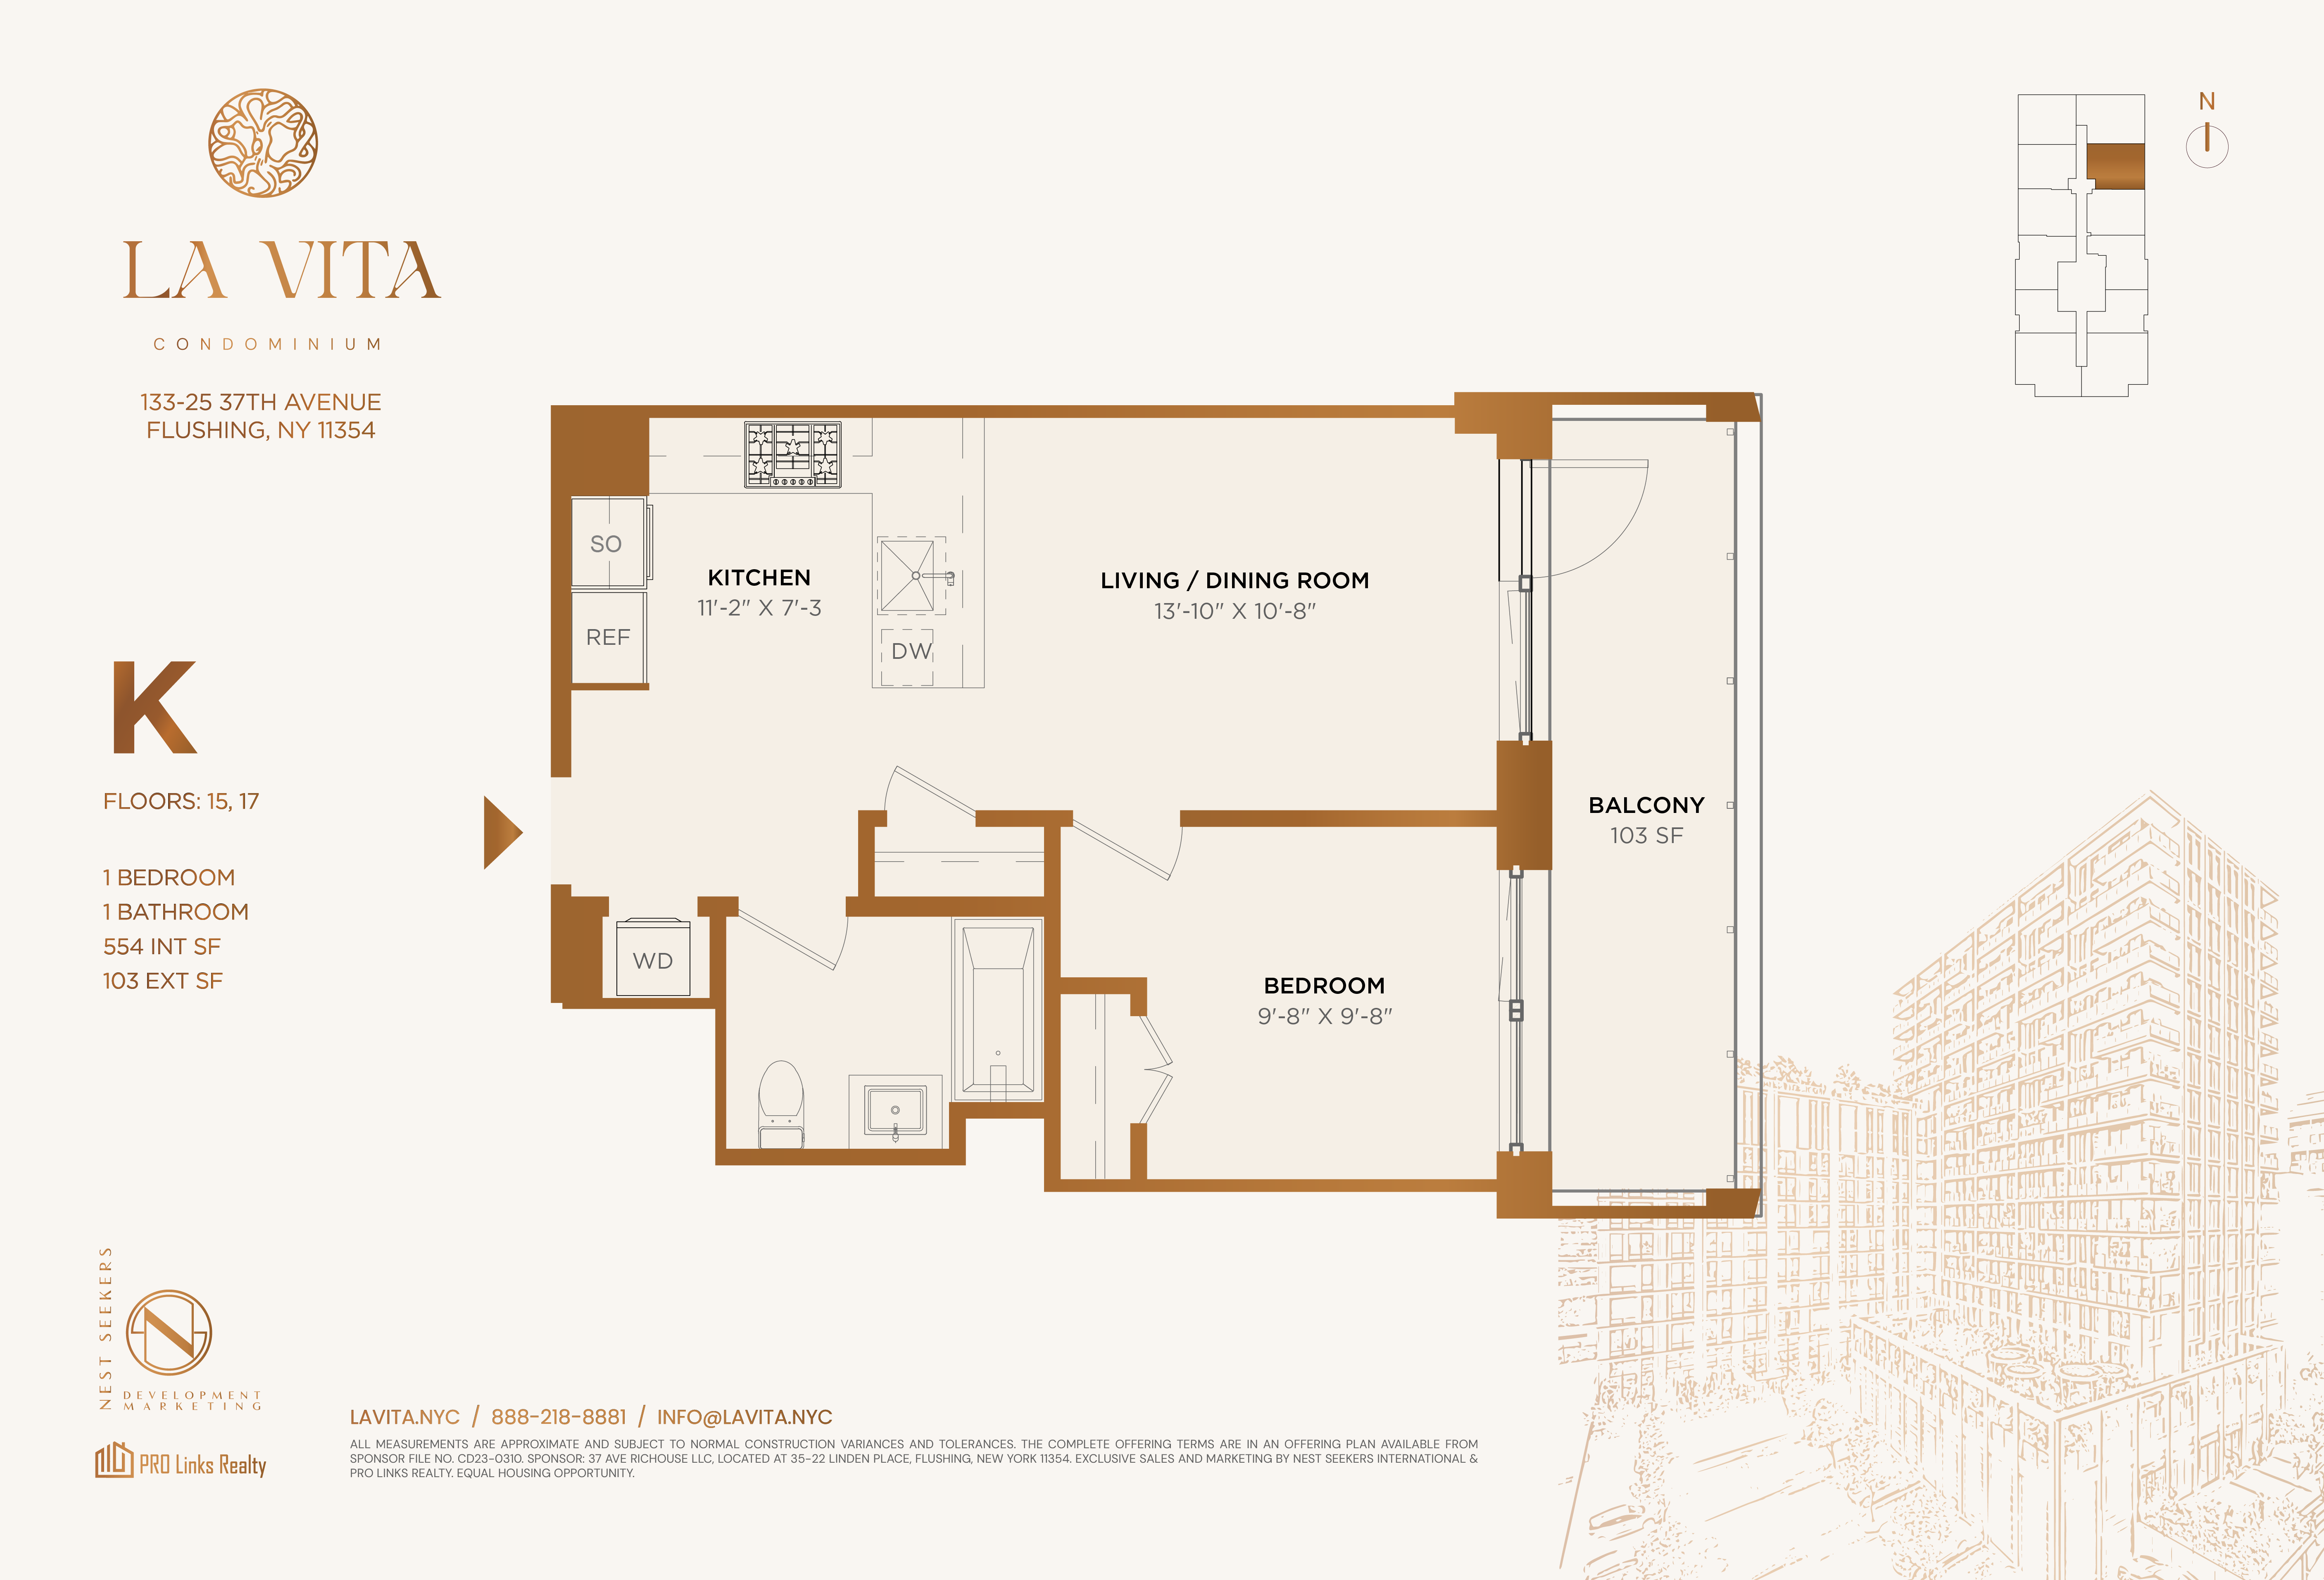 LA VITA
CONDOMINIUM
133-25 37TH AVENUE
FLUSHING, NY 11354
N
K
FLOORS: 15, 17
1 BEDROOM
1 BATHROOM
554 INT SF
103 EXT SF
SO
REF
KITCHEN
11'-2" X 7'-3
DW
LIVING / DINING ROOM
13'-10" X 10'-8"
BALCONY
103 SF
WD
BEDROOM
9'-8" X 9'-8"
NEST SEEKERS
N
DEVELOPMENT
MARKETING
PRO Links Realty
LAVITA.NYC / 888-218-8881 / INFO@LAVITA.NYC
ALL MEASUREMENTS ARE APPROXIMATE AND SUBJECT TO NORMAL CONSTRUCTION VARIANCES AND TOLERANCES. THE COMPLETE OFFERING TERMS ARE IN AN OFFERING PLAN AVAILABLE FROM
SPONSOR FILE NO. CD23-0310. SPONSOR: 37 AVE RICHOUSE LLC, LOCATED AT 35-22 LINDEN PLACE, FLUSHING, NEW YORK 11354. EXCLUSIVE SALES AND MARKETING BY NEST SEEKERS INTERNATIONAL &
PRO LINKS REALTY. EQUAL HOUSING OPPORTUNITY.